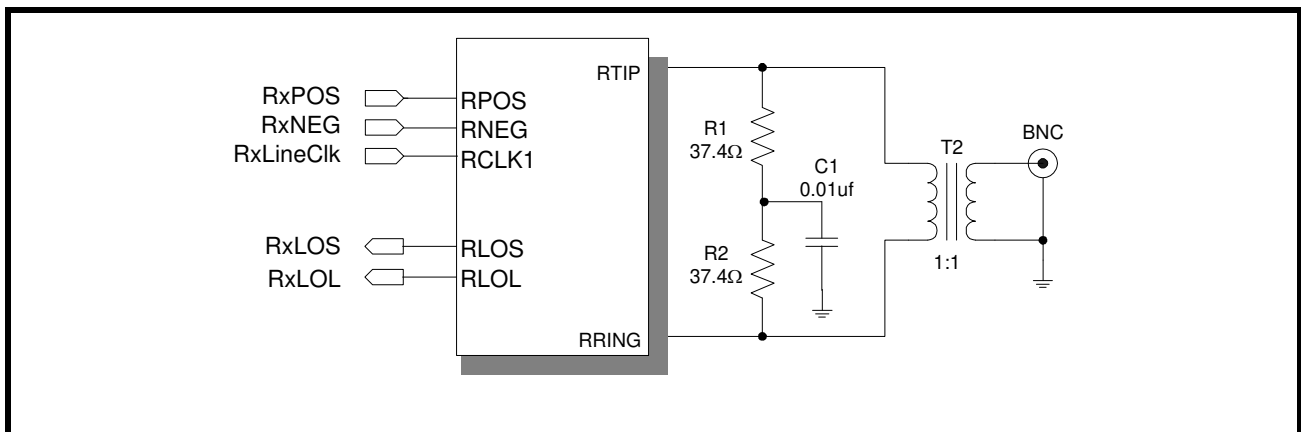 RxPOS
RxNEG
RxLineClk
RxLOS
RxLOL
RPOS
RNEG
RCLK1
RLOS
RLOL
RTIP
RRING
R1
37.4Ω
R2
37.4Ω
C1
0.01uf
T2
1:1
BNC